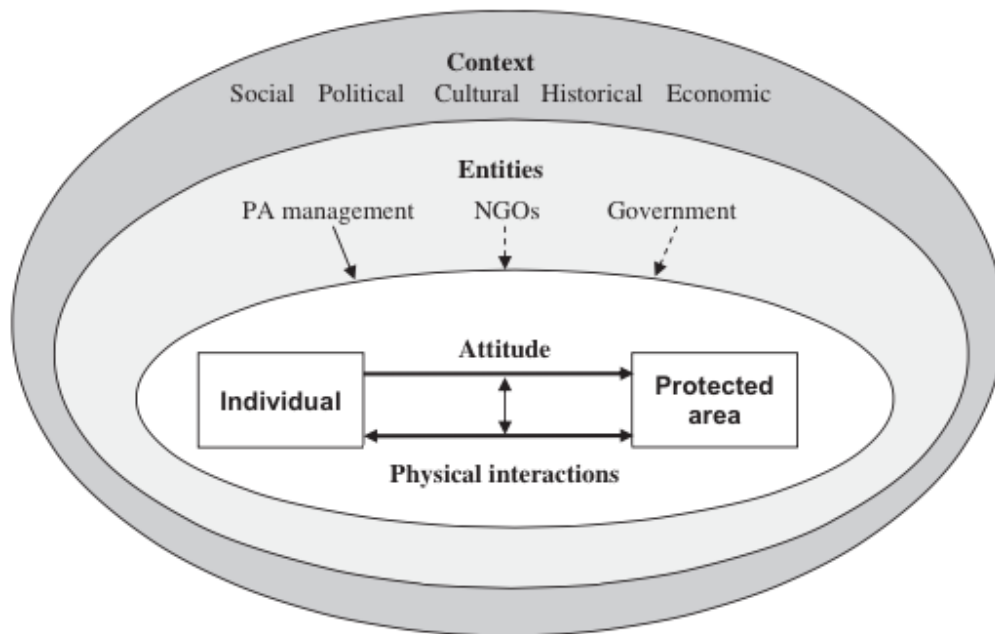 Context
Social Political Cultural Historical Economic
Entities
PA management NGOs Government
Attitude
Individual
Protected
area
Physical interactions